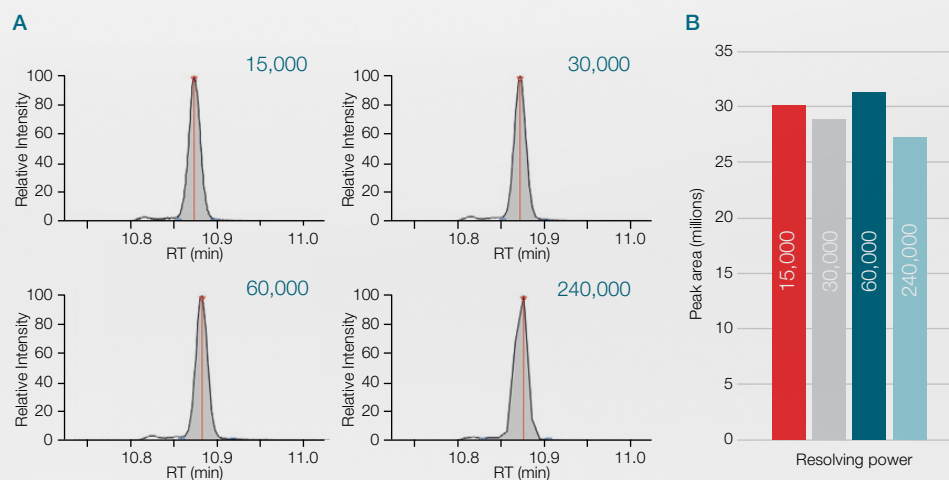 A
15,000
Relative Intensity
100
80
60
40
20
0
10.8 10.9 11.0
RT (min)
30,000
Relative Intensity
100
80
60
40
20
0
10.8 10.9 11.0
RT (min)
60,000
Relative Intensity
100
80
60
40
20
0
10.8 10.9 11.0
RT (min)
240,000
Relative Intensity
100
80
60
40
20
0
10.8 10.9 11.0
RT (min)
B
Peak area (millions)
35
30
25
20
15
10
5
0
15,000
30,000
60,000
240,000
Resolving power